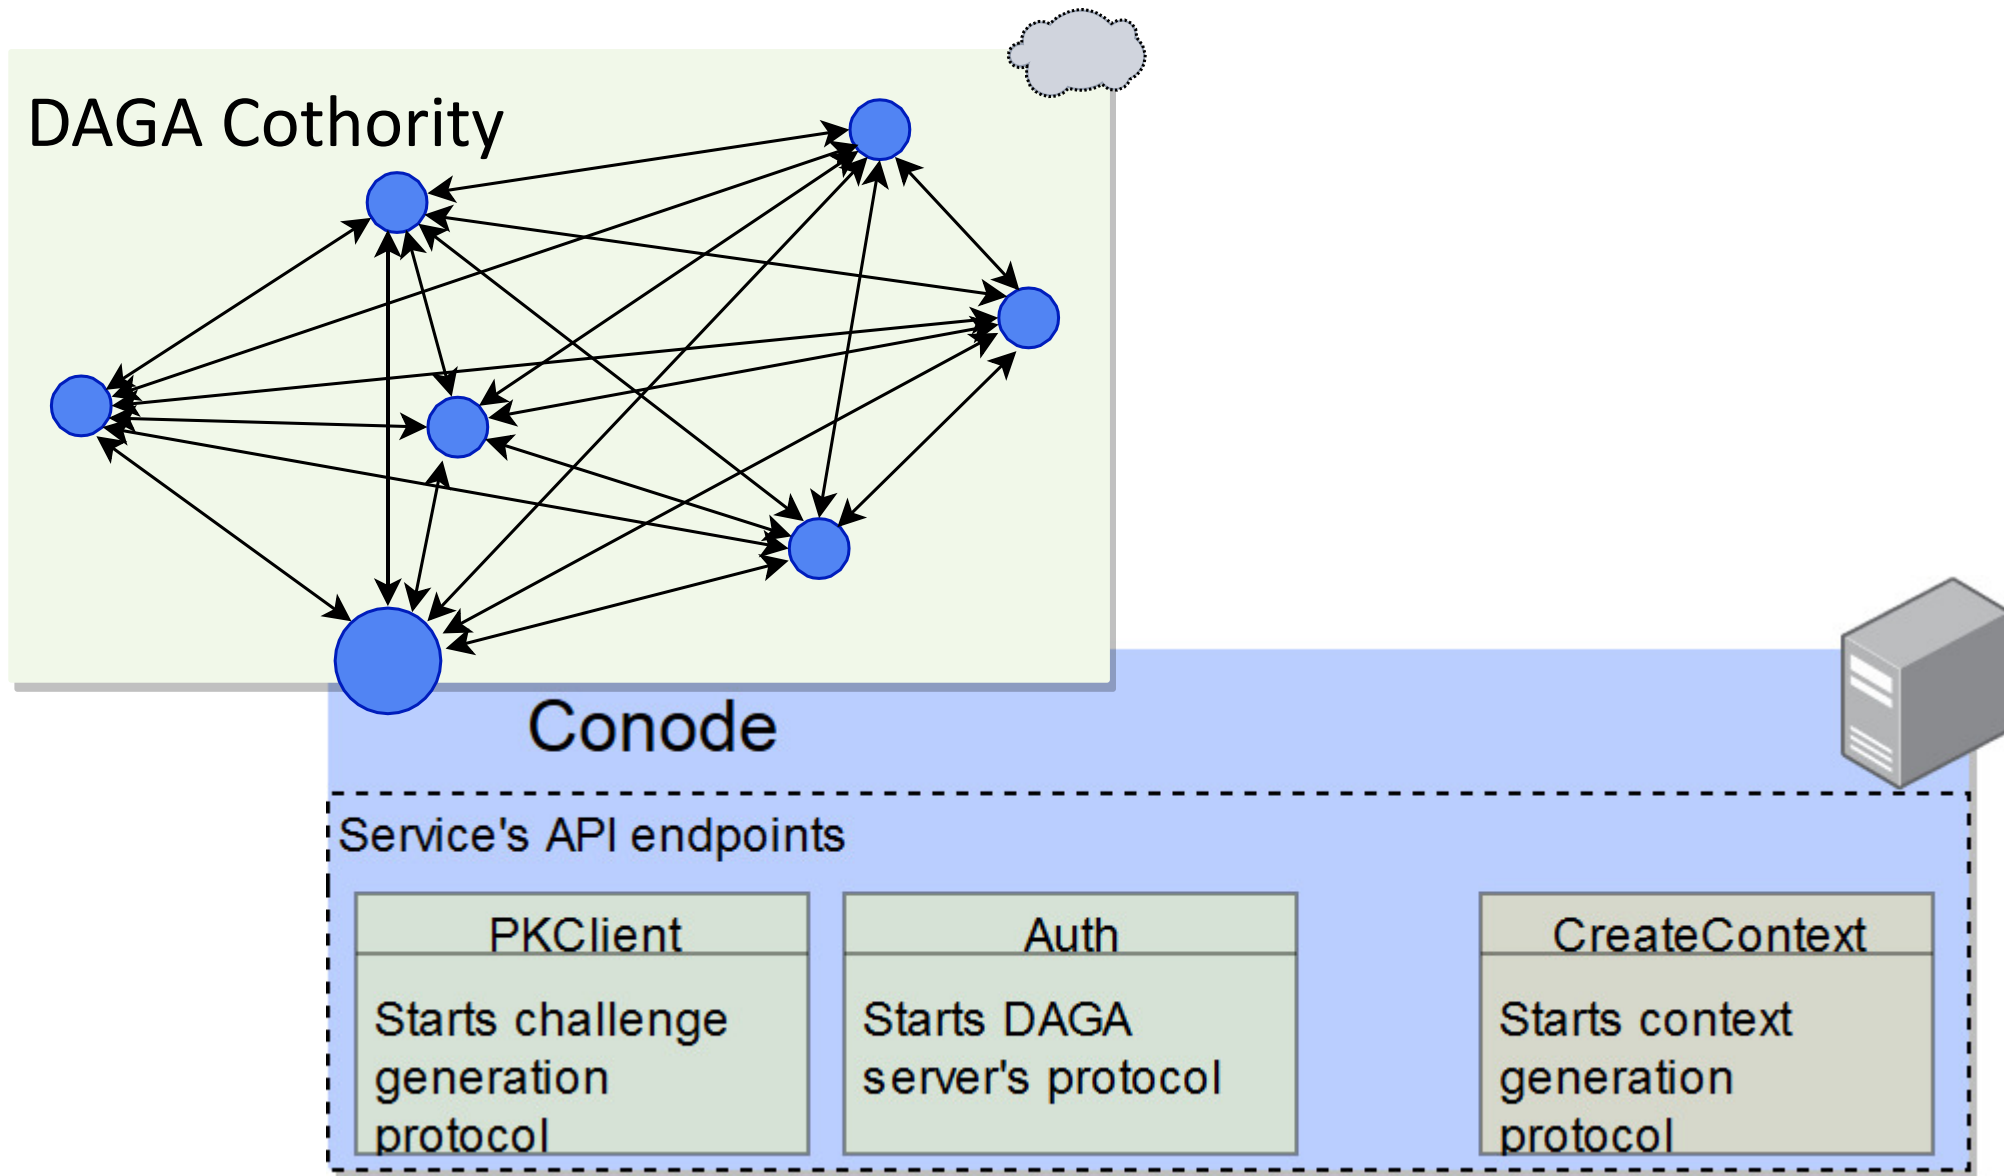 DAGA Cothority
Conode
Service's API endpoints
PKClient
Starts challenge
generation
protocol
Auth
Starts DAGA
server's protocol
CreateContext
Starts context
generation
protocol